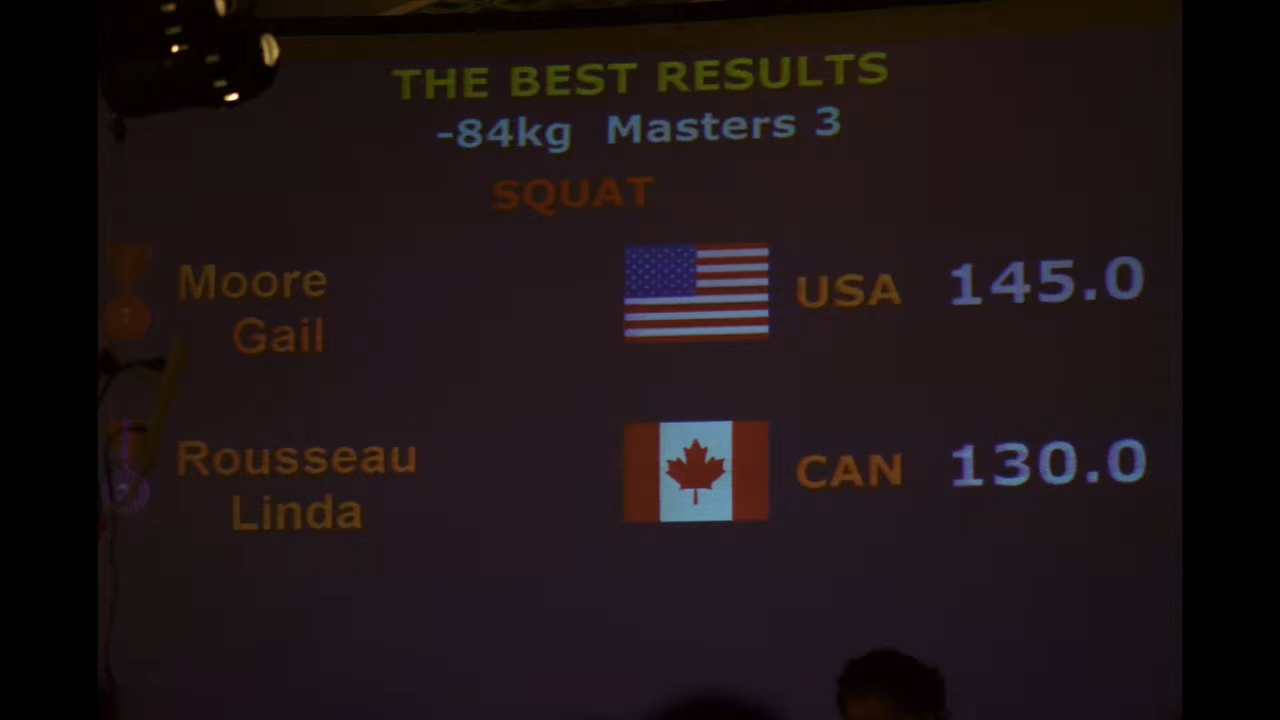 THE BEST RESULTS
-84kg Masters 3
SQUAT
Moore
Gail
USA 145.0
Rousseau
Linda
CAN 130.0